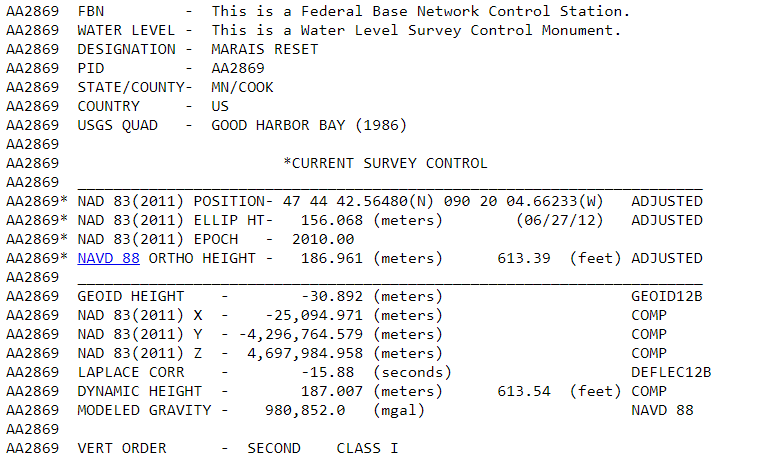 AA2869  FBN         -  This is a Federal Base Network Control Station.
AA2869  WATER LEVEL -  This is a Water Level Survey Control Monument.
AA2869  DESIGNATION -  MARAIS RESET
AA2869  PID         -  AA2869
AA2869  STATE/COUNTY-  MN/COOK
AA2869  COUNTRY     -  US
AA2869  USGS QUAD   -  GOOD HARBOR BAY (1986)
AA2869
AA2869                         *CURRENT SURVEY CONTROL
AA2869  ______________________________________________________________________
AA2869* NAD 83(2011) POSITION- 47 44 42.56480(N) 090 20 04.66233(W)   ADJUSTED
AA2869* NAD 83(2011) ELLIP HT-   156.068 (meters)        (06/27/12)   ADJUSTED
AA2869* NAD 83(2011) EPOCH   -  2010.00
AA2869* NAVD 88 ORTHO HEIGHT -   186.961 (meters)      613.39  (feet) ADJUSTED
AA2869  ______________________________________________________________________
AA2869  GEOID HEIGHT    -        -30.892 (meters)                     GEOID12B
AA2869  NAD 83(2011) X  -    -25,094.971 (meters)                     COMP
AA2869  NAD 83(2011) Y  - -4,296,764.579 (meters)                     COMP
AA2869  NAD 83(2011) Z  -  4,697,984.958 (meters)                     COMP
AA2869  LAPLACE CORR    -        -15.88  (seconds)                    DEFLEC12B
AA2869  DYNAMIC HEIGHT  -        187.007 (meters)      613.54  (feet) COMP
AA2869  MODELED GRAVITY -    980,852.0   (mgal)                       NAVD 88
AA2869
AA2869  VERT ORDER      -  SECOND    CLASS I